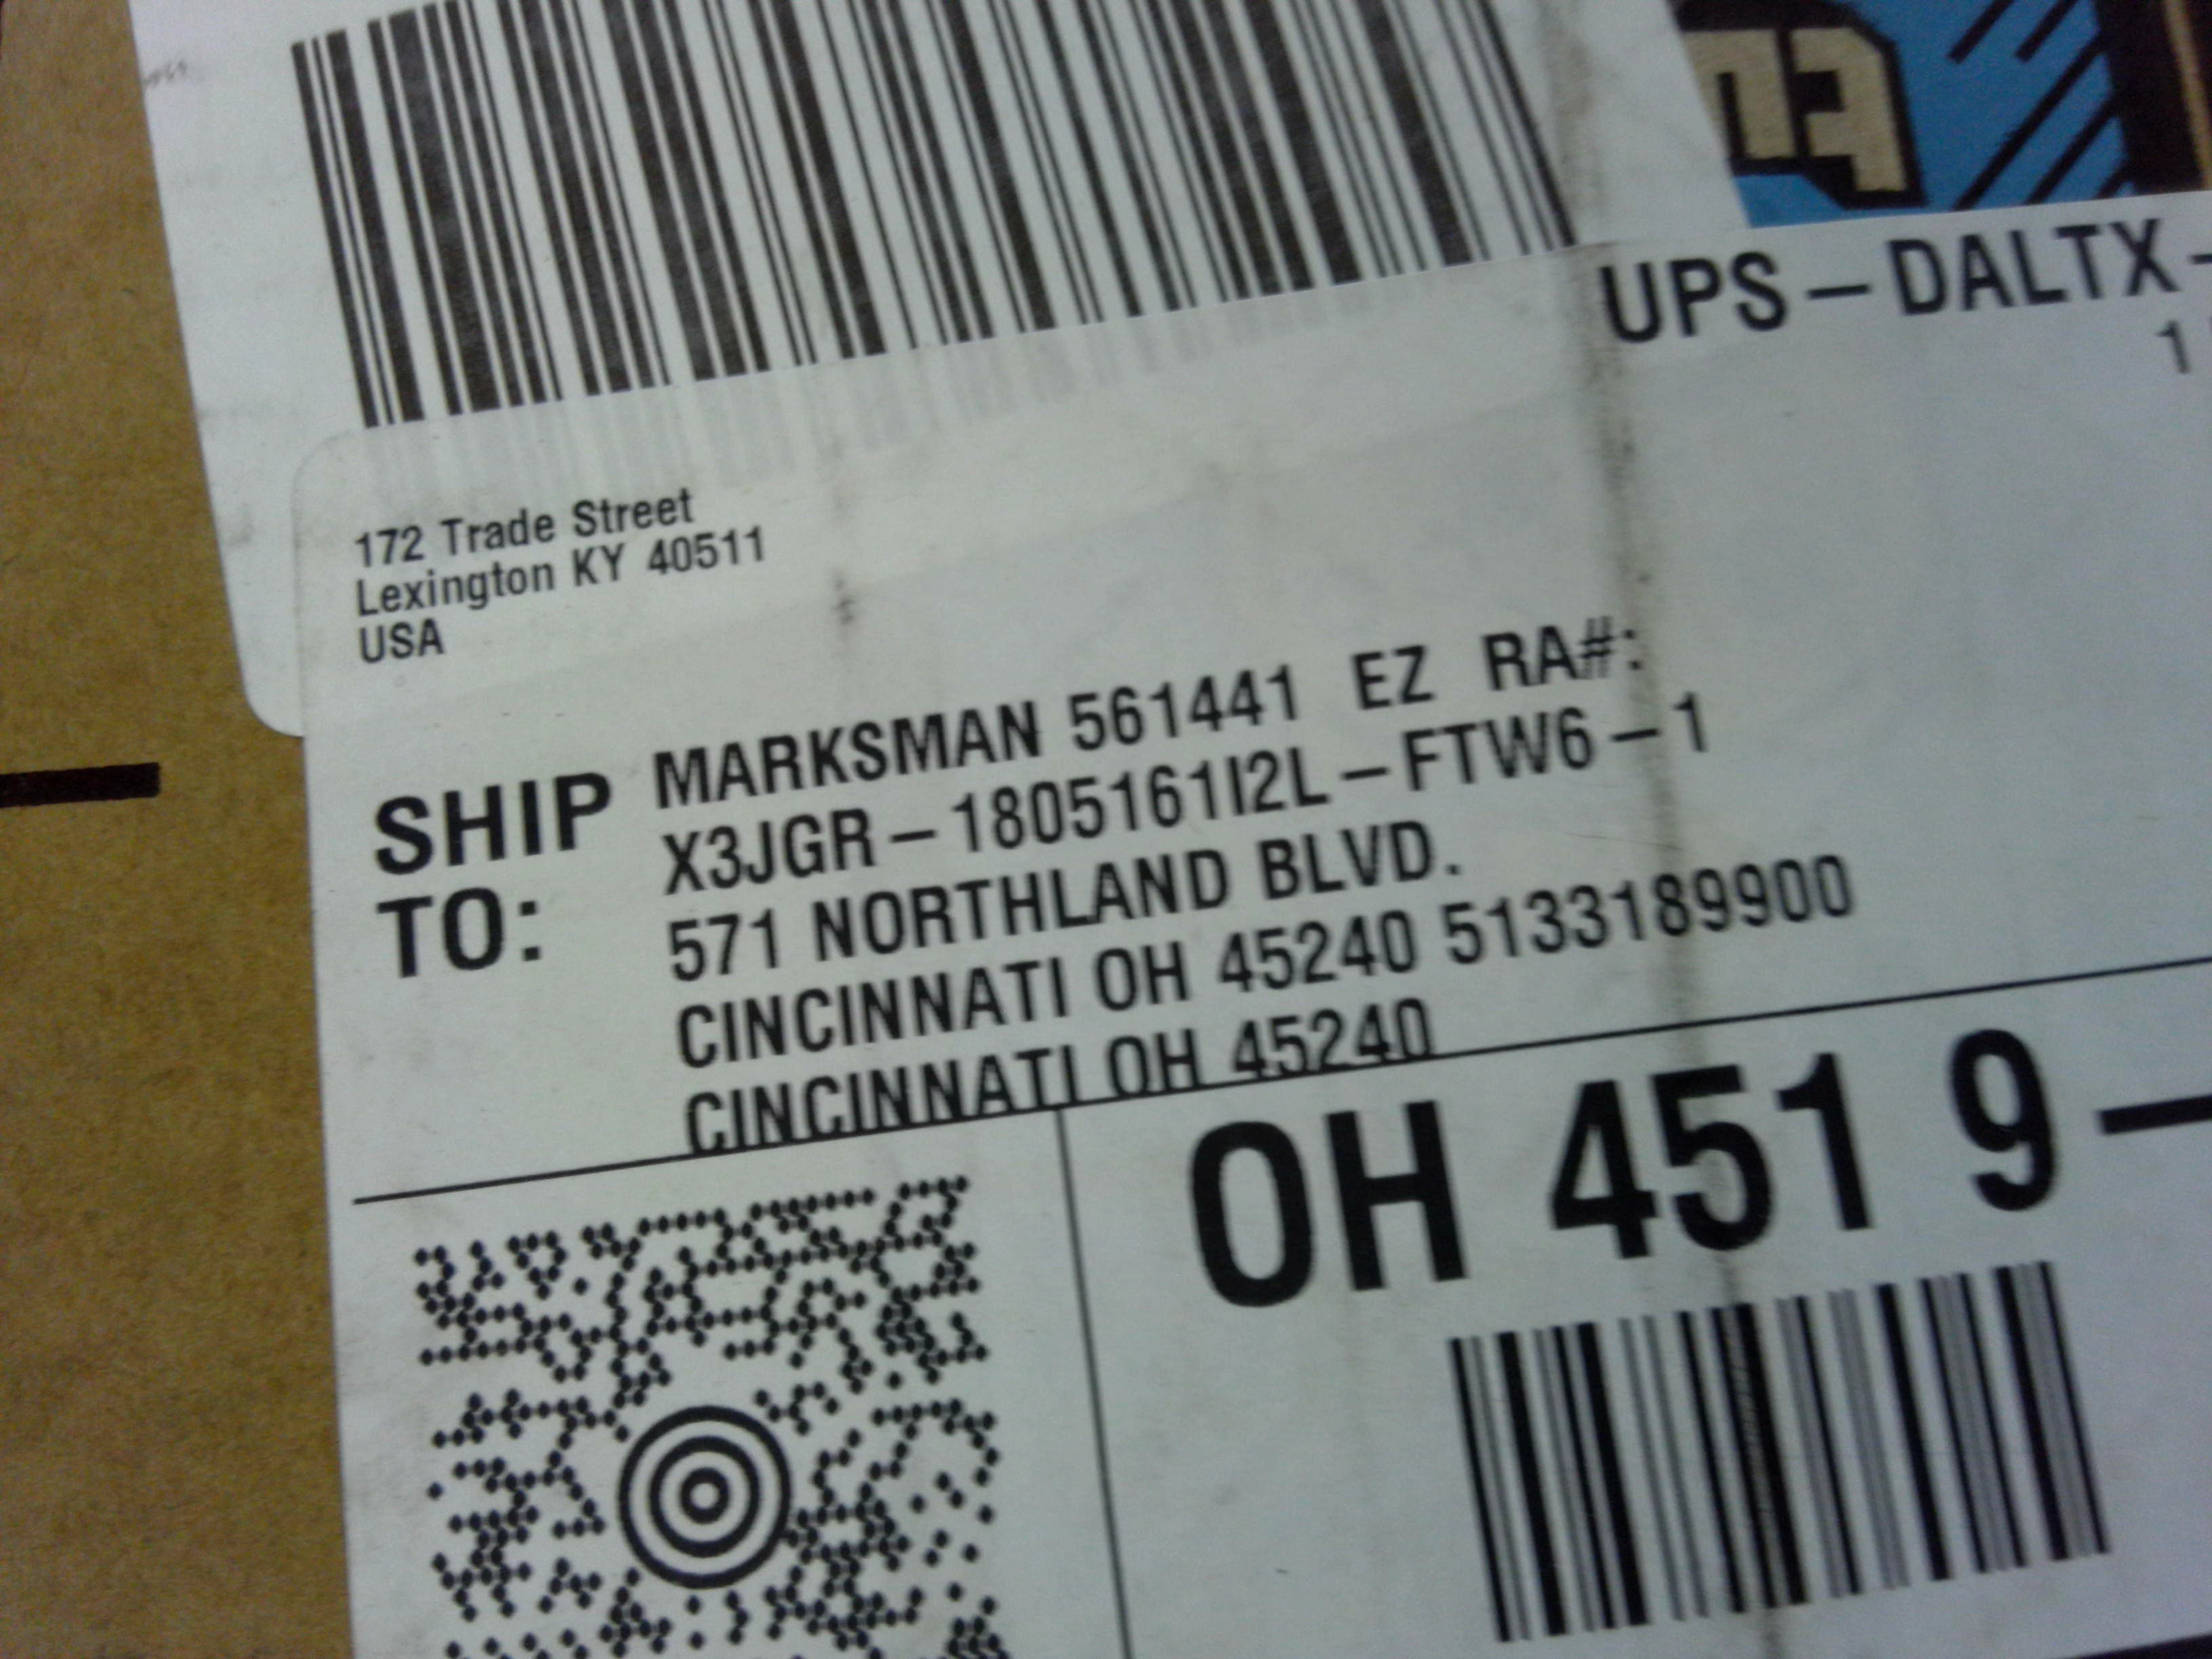 UPS-DALTX-
1
172 Trade Street
Lexington KY 40511
USA
SHIP TO:
MARKSMAN 561441 EZ RA#:
X3JGR-1805161I2L-FTW6-1
571 NORTHLAND BLVD.
CINCINNATI OH 45240 5133189900
CINCINNATI OH 45240
OH 451 9-